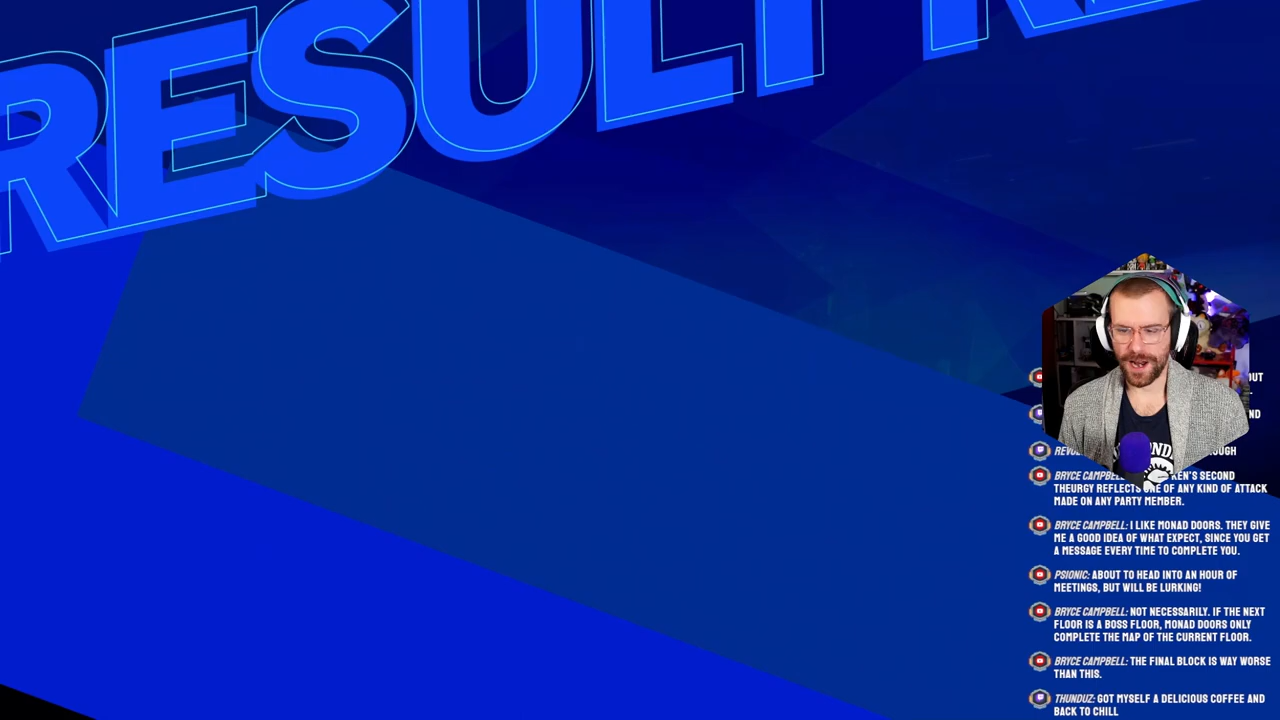 RESULT
OUT
ND
OUGH
BRYCE CAMPBEL KEN'S SECOND
THEURGY REFLECTS ONE OF ANY KIND OF ATTACK
MADE ON ANY PARTY MEMBER.
BRYCE CAMPBELL: I LIKE MONAD DOORS. THEY GIVE
ME A GOOD IDEA OF WHAT EXPECT, SINCE YOU GET
A MESSAGE EVERY TIME TO COMPLETE YOU.
PSIONIC: ABOUT TO HEAD INTO AN HOUR OF
MEETINGS, BUT WILL BE LURKING!
BRYCE CAMPBELL: NOT NECESSARILY. IF THE NEXT
FLOOR IS A BOSS FLOOR, MONAD DOORS ONLY
COMPLETE THE MAP OF THE CURRENT FLOOR.
BRYCE CAMPBELL: THE FINAL BLOCK IS WAY WORSE
THAN THIS.
THUNDUZ: GOT MYSELF A DELICIOUS COFFEE AND
BACK TO CHILL